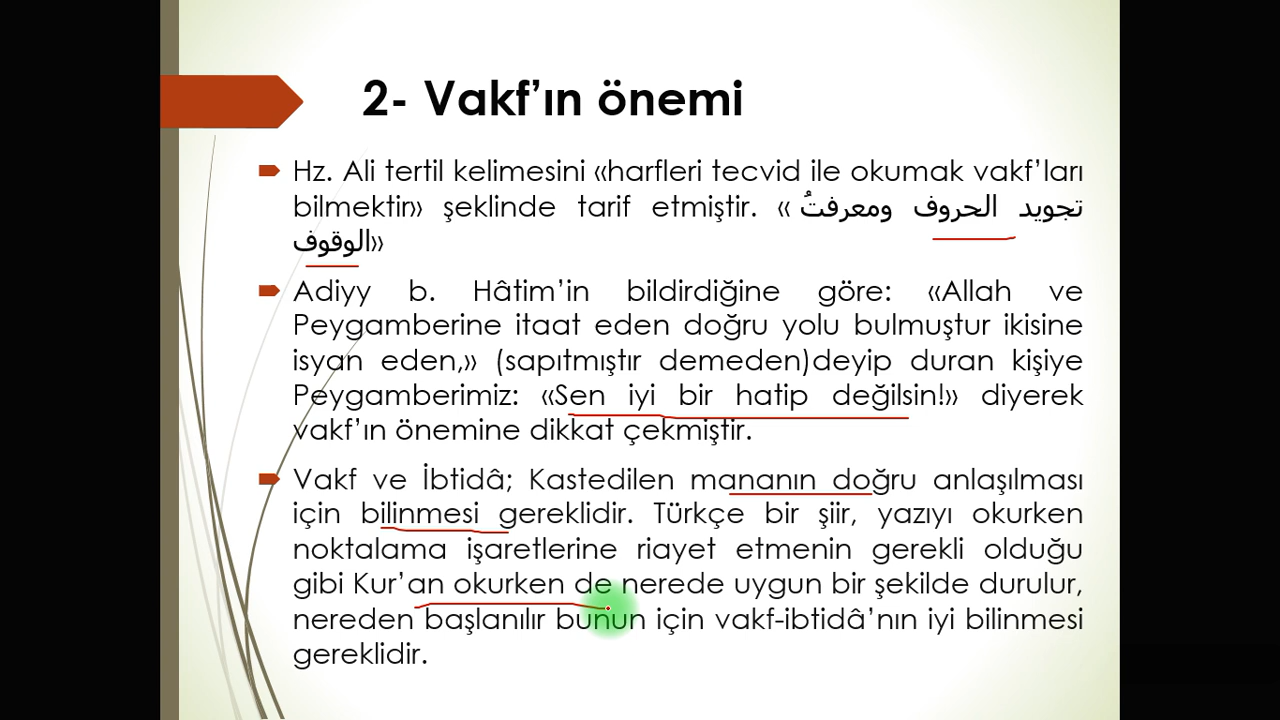 2- Vakf’ın önemi
Hz. Ali tertil kelimesini «harfleri tecvid ile okumak vakf’ları
bilmektir» şeklinde tarif etmiştir. « تجويد الحروف ومعرفتُ
الوقوف»
Adiyy b. Hâtim’in bildirdiğine göre: «Allah ve
Peygamberine itaat eden doğru yolu bulmuştur ikisine
isyan eden,» (sapıtmıştır demeden)deyip duran kişiye
Peygamberimiz: «Sen iyi bir hatip değilsin!» diyerek
vakf’ın önemine dikkat çekmiştir.
Vakf ve İbtidâ; Kastedilen mananın doğru anlaşılması
için bilinmesi gereklidir. Türkçe bir şiir, yazıyı okurken
noktalama işaretlerine riayet etmenin gerekli olduğu
gibi Kur’an okurken de nerede uygun bir şekilde durulur,
nereden başlanılır bunun için vakf-ibtidâ’nın iyi bilinmesi
gereklidir.